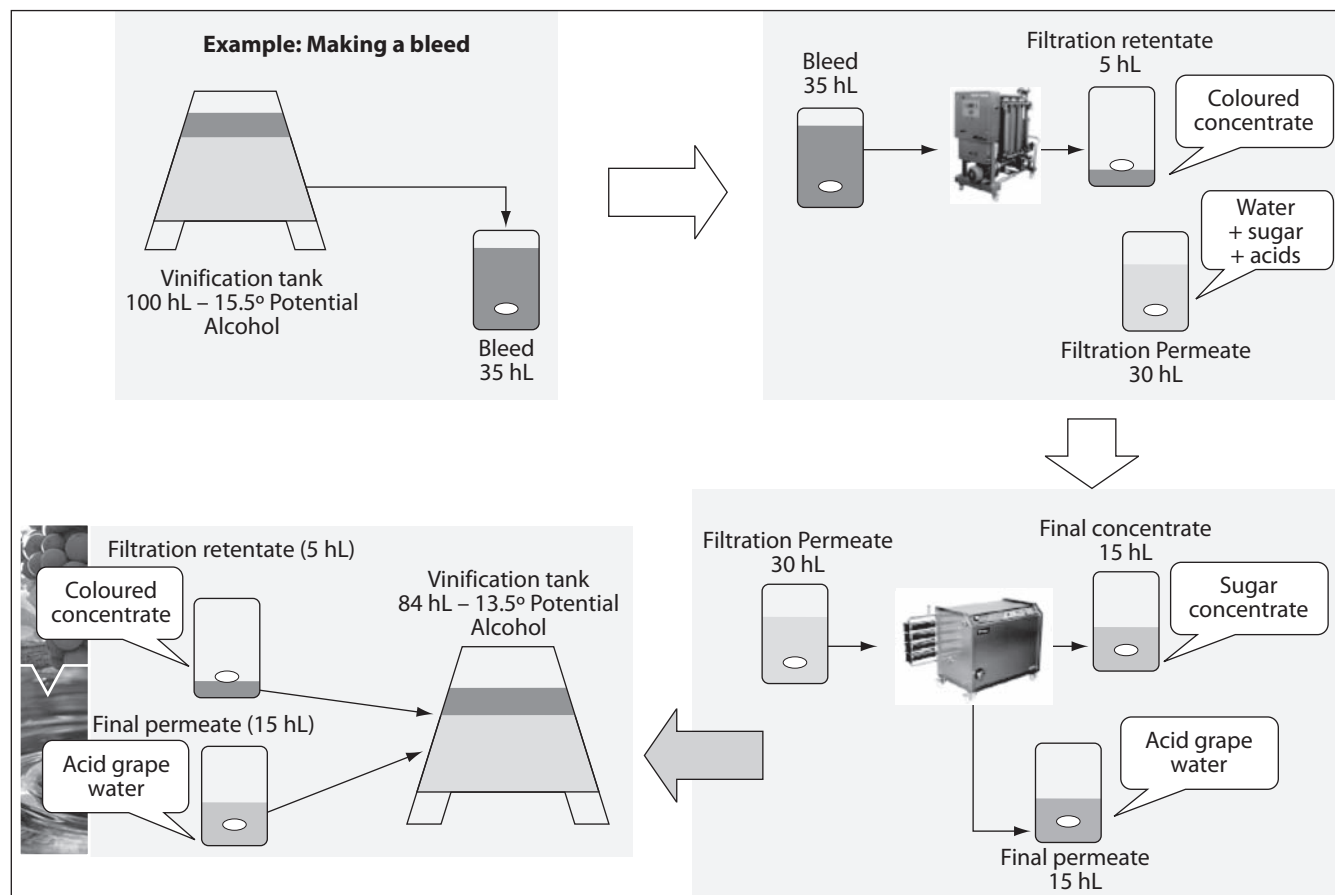 Example: Making a bleed
Vinification tank
100 hL – 15.5º Potential
Alcohol
Bleed
35 hL
Bleed
35 hL
Filtration retentate
5 hL
Coloured
concentrate
Water
+ sugar
+ acids
Filtration Permeate
30 hL
Filtration Permeate
30 hL
Final concentrate
15 hL
Sugar
concentrate
Acid grape
water
Final permeate
15 hL
Filtration retentate (5 hL)
Coloured
concentrate
Vinification tank
84 hL – 13.5º Potential
Alcohol
Final permeate (15 hL)
Acid grape
water